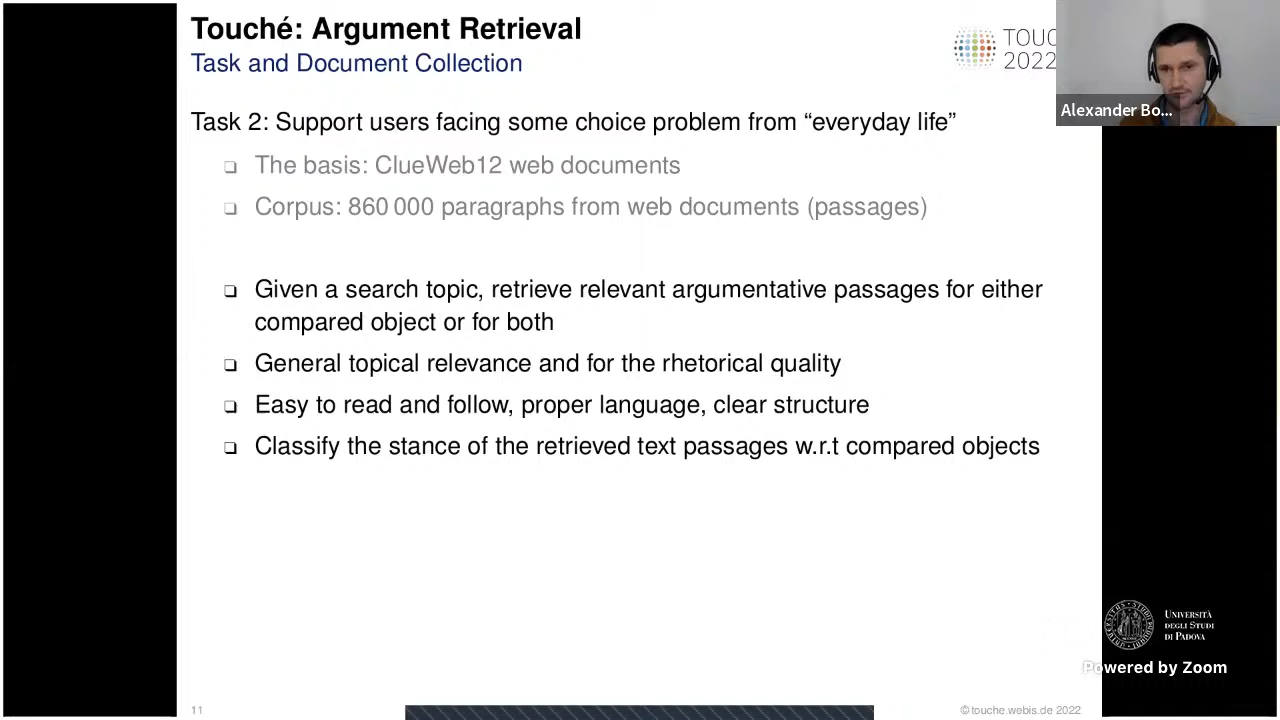 Touché: Argument Retrieval
Task and Document Collection
TOUC
2022
Alexander Bo...
Task 2: Support users facing some choice problem from “everyday life”
❑ The basis: ClueWeb12 web documents
❑ Corpus: 860 000 paragraphs from web documents (passages)
❑ Given a search topic, retrieve relevant argumentative passages for either
compared object or for both
❑ General topical relevance and for the rhetorical quality
❑ Easy to read and follow, proper language, clear structure
❑ Classify the stance of the retrieved text passages w.r.t compared objects
UNIVERSITÀ
DEGLI STUDI
DI PADOVA
Powered by Zoom
11
© touche.webis.de 2022